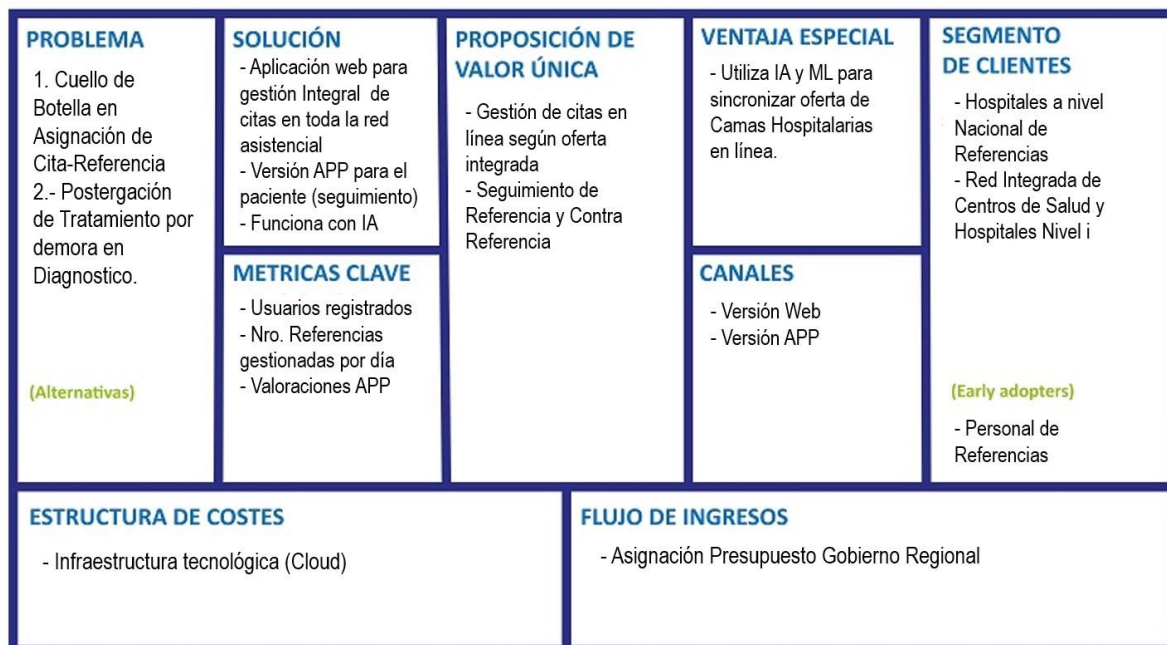 PROBLEMA
1. Cuello de
Botella en
Asignación de
Cita-Referencia
2.- Postergación
de Tratamiento por
demora en
Diagnostico.
(Alternativas)
SOLUCIÓN
- Aplicación web para
gestión Integral de
citas en toda la red
asistencial
- Versión APP para el
paciente (seguimiento)
- Funciona con IA
METRICAS CLAVE
- Usuarios registrados
- Nro. Referencias
gestionadas por día
- Valoraciones APP
PROPOSICIÓN DE
VALOR ÚNICA
- Gestión de citas en
línea según oferta
integrada
- Seguimiento de
Referencia y Contra
Referencia
VENTAJA ESPECIAL
- Utiliza IA y ML para
sincronizar oferta de
Camas Hospitalarias
en línea.
CANALES
- Versión Web
- Versión APP
SEGMENTO
DE CLIENTES
- Hospitales a nivel
Nacional de
Referencias
- Red Integrada de
Centros de Salud y
Hospitales Nivel i
(Early adopters)
- Personal de
Referencias
ESTRUCTURA DE COSTES
- Infraestructura tecnológica (Cloud)
FLUJO DE INGRESOS
- Asignación Presupuesto Gobierno Regional